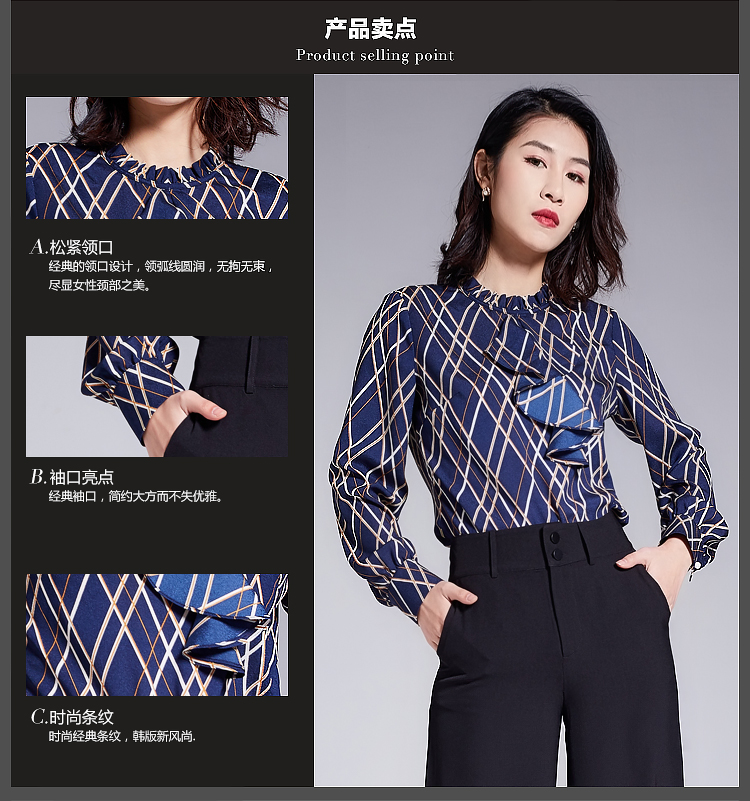 产品卖点
Product selling point
A.松紧领口
经典的领口设计，领弧线圆润，无拘无束，
尽显女性颈部之美。
B.袖口亮点
经典袖口，简约大方而不失优雅。
C.时尚条纹
时尚经典条纹，韩版新风尚.